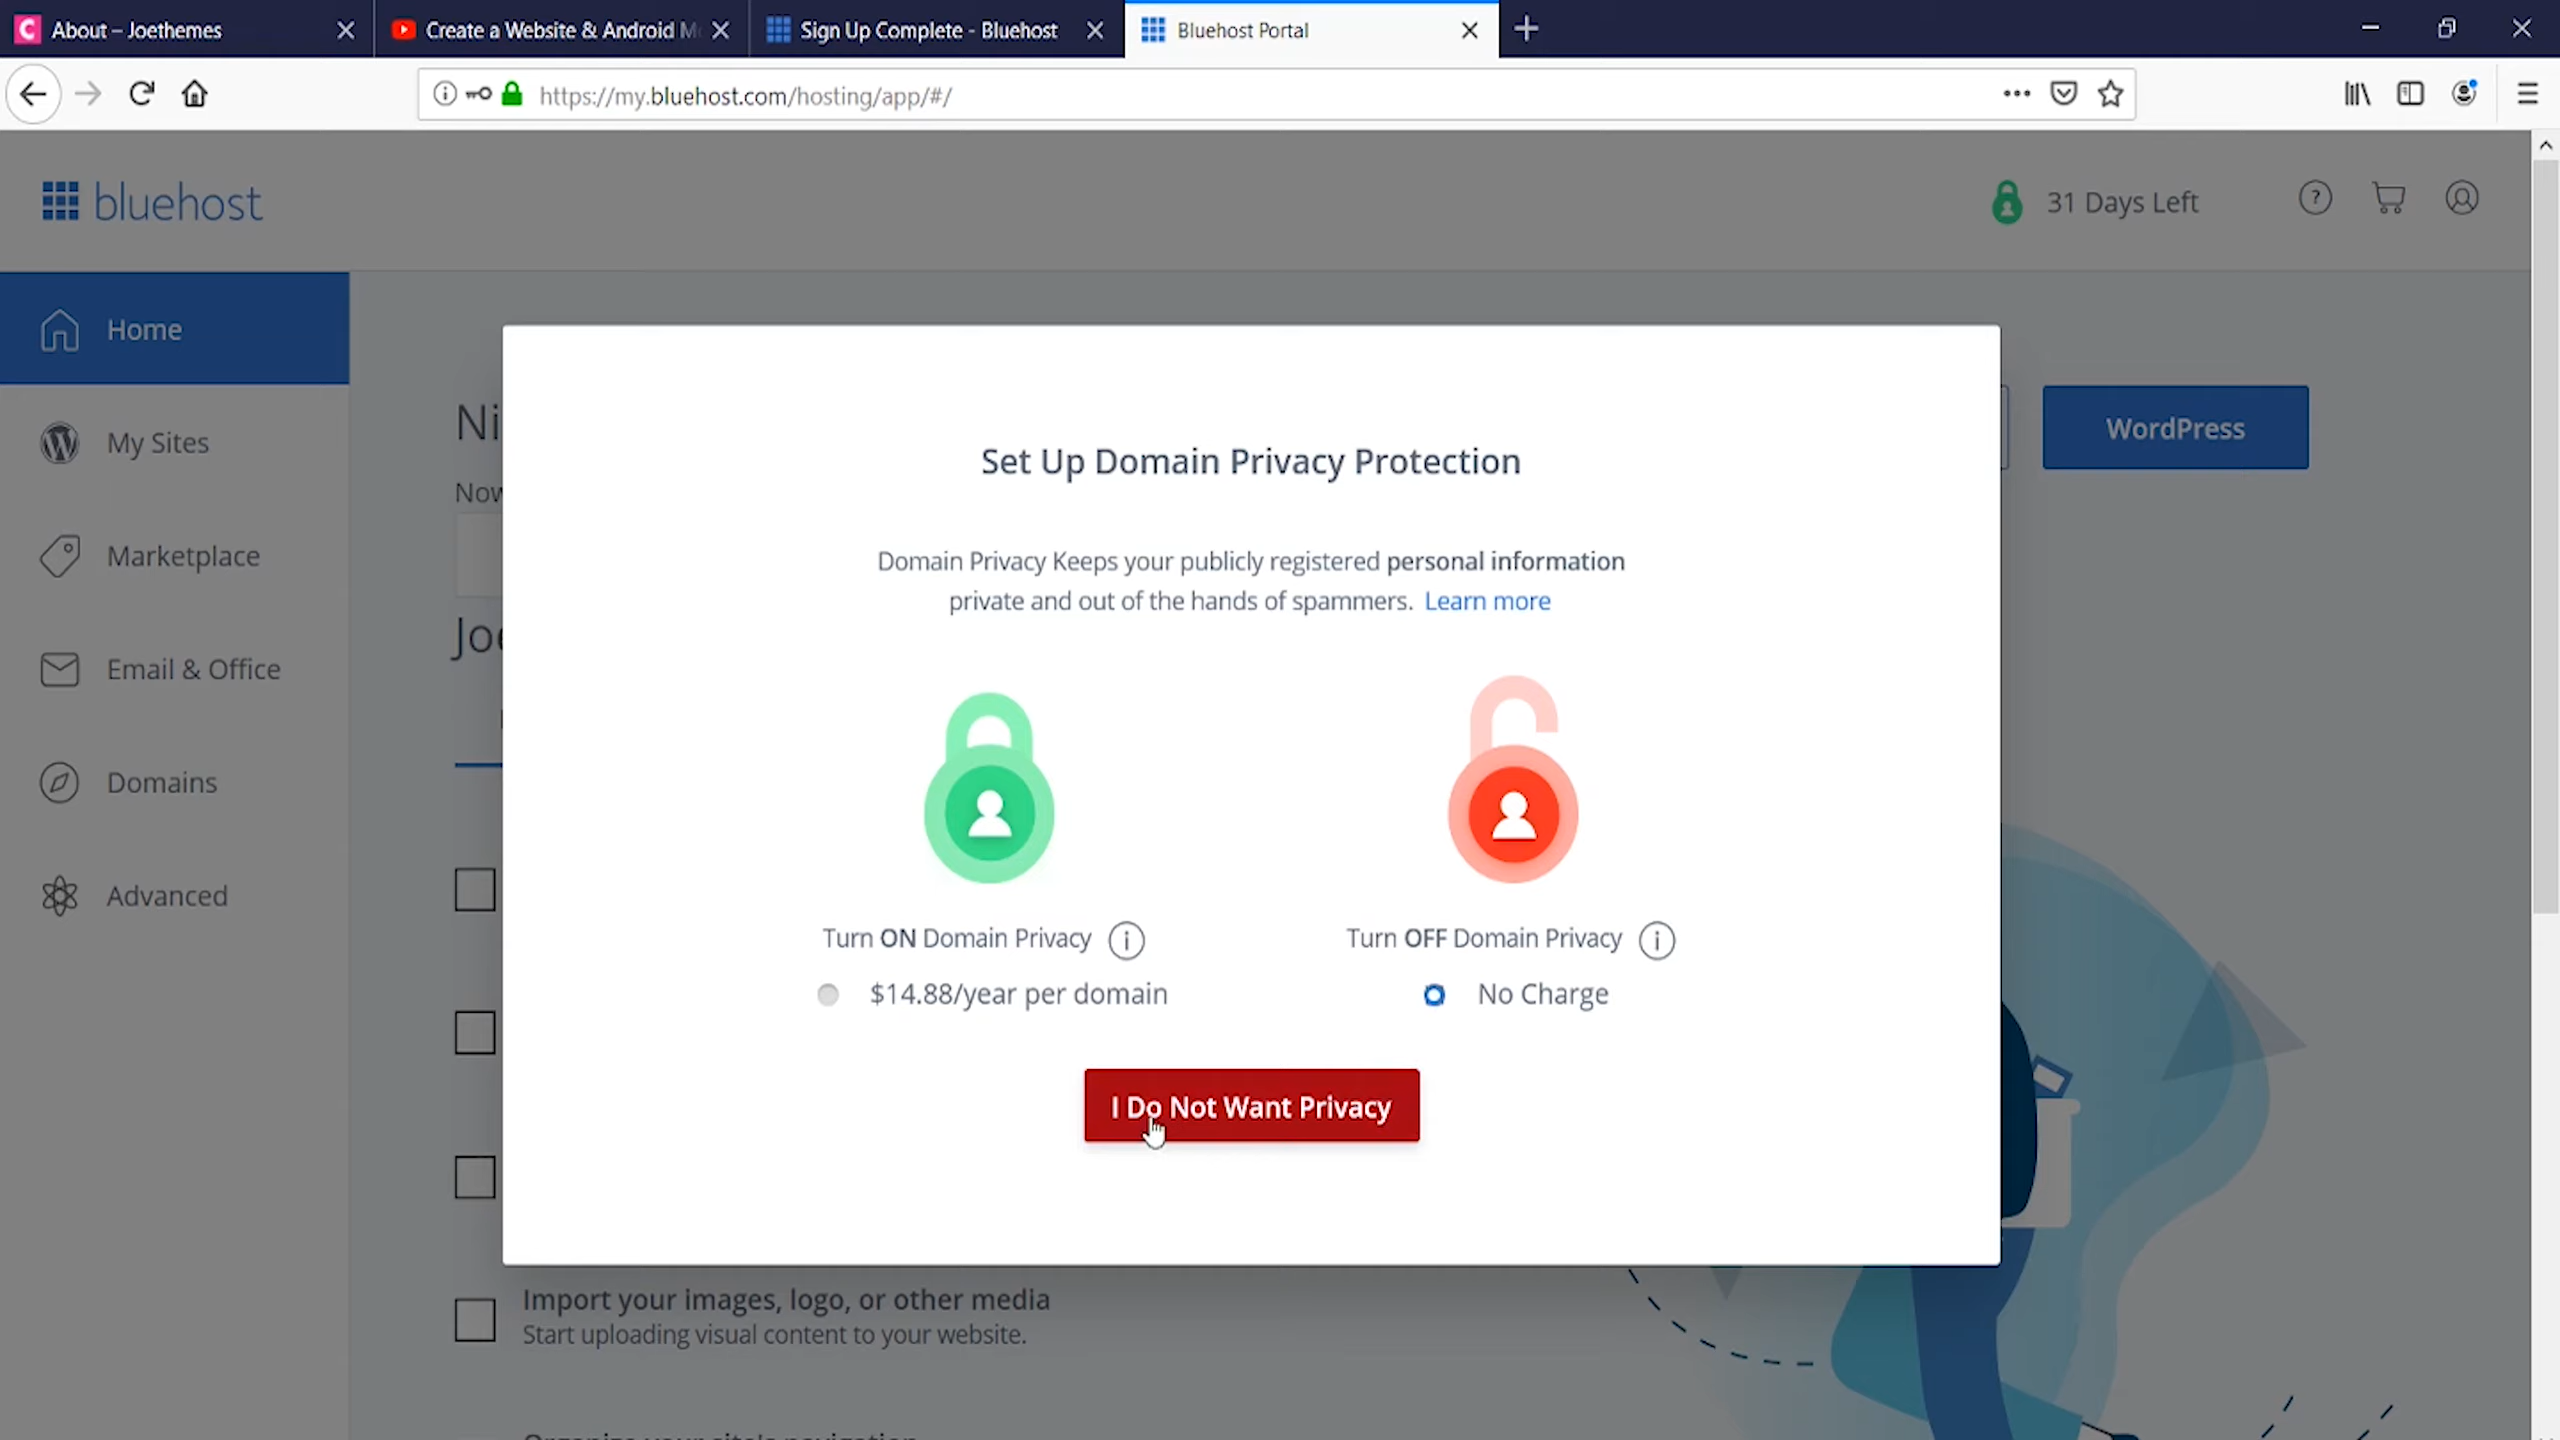 About – Joethemes
Create a Website & Android M
Sign Up Complete - Bluehost
Bluehost Portal
https://my.bluehost.com/hosting/app/#/
bluehost
31 Days Left
Home
My Sites
Marketplace
Email & Office
Domains
Advanced
WordPress
Set Up Domain Privacy Protection
Domain Privacy Keeps your publicly registered personal information
private and out of the hands of spammers. Learn more
Turn ON Domain Privacy
$14.88/year per domain
Turn OFF Domain Privacy
No Charge
I Do Not Want Privacy
Import your images, logo, or other media
Start uploading visual content to your website.